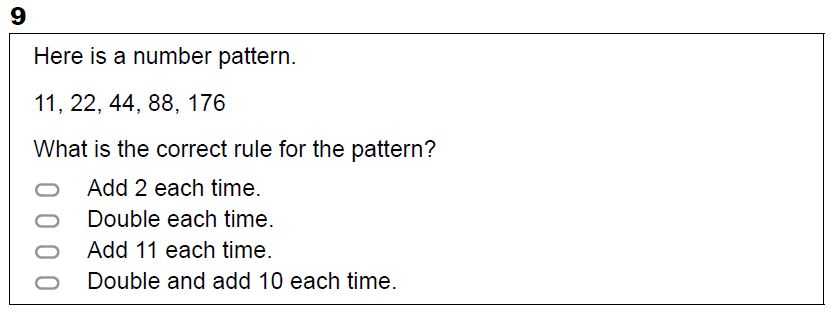 9
Here is a number pattern.
11, 22, 44, 88, 176
What is the correct rule for the pattern?
Add 2 each time.
Double each time.
Add 11 each time.
Double and add 10 each time.